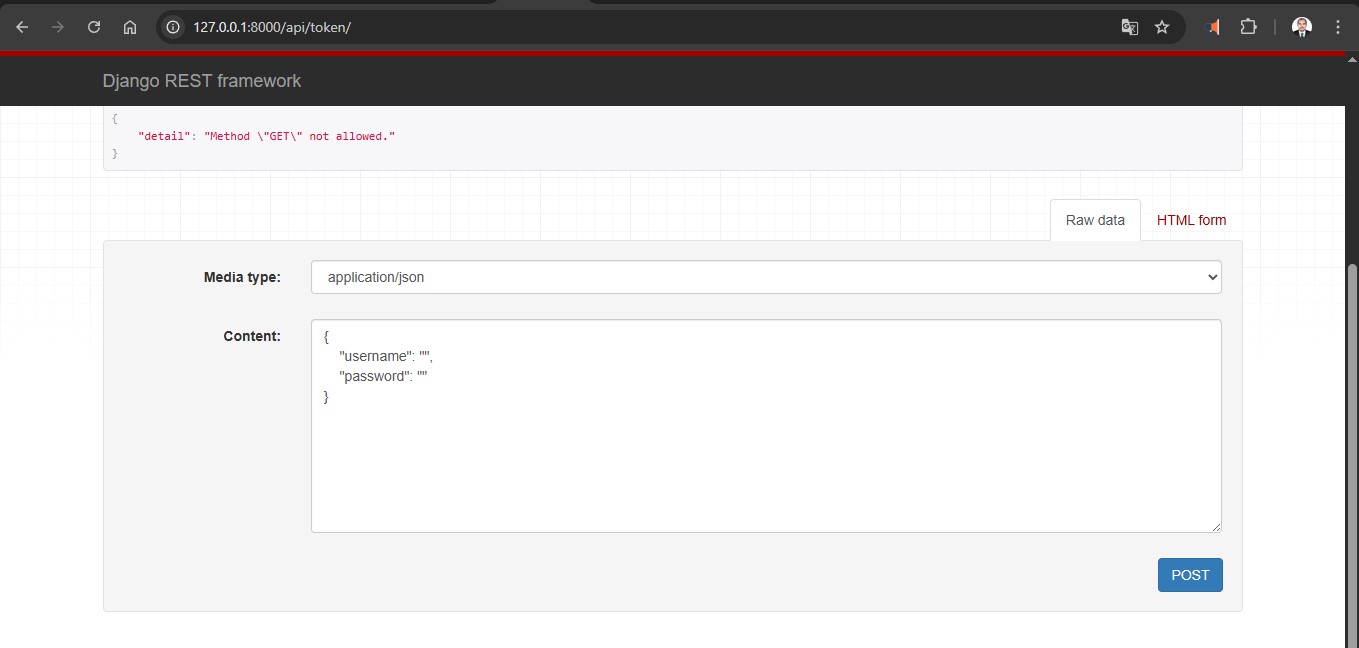 127.0.0.1:8000/api/token/
Django REST framework
{
"detail": "Method \"GET\" not allowed."
}
Raw data HTML form
Media type: application/json
Content: {
"username": "",
"password": ""
}
POST